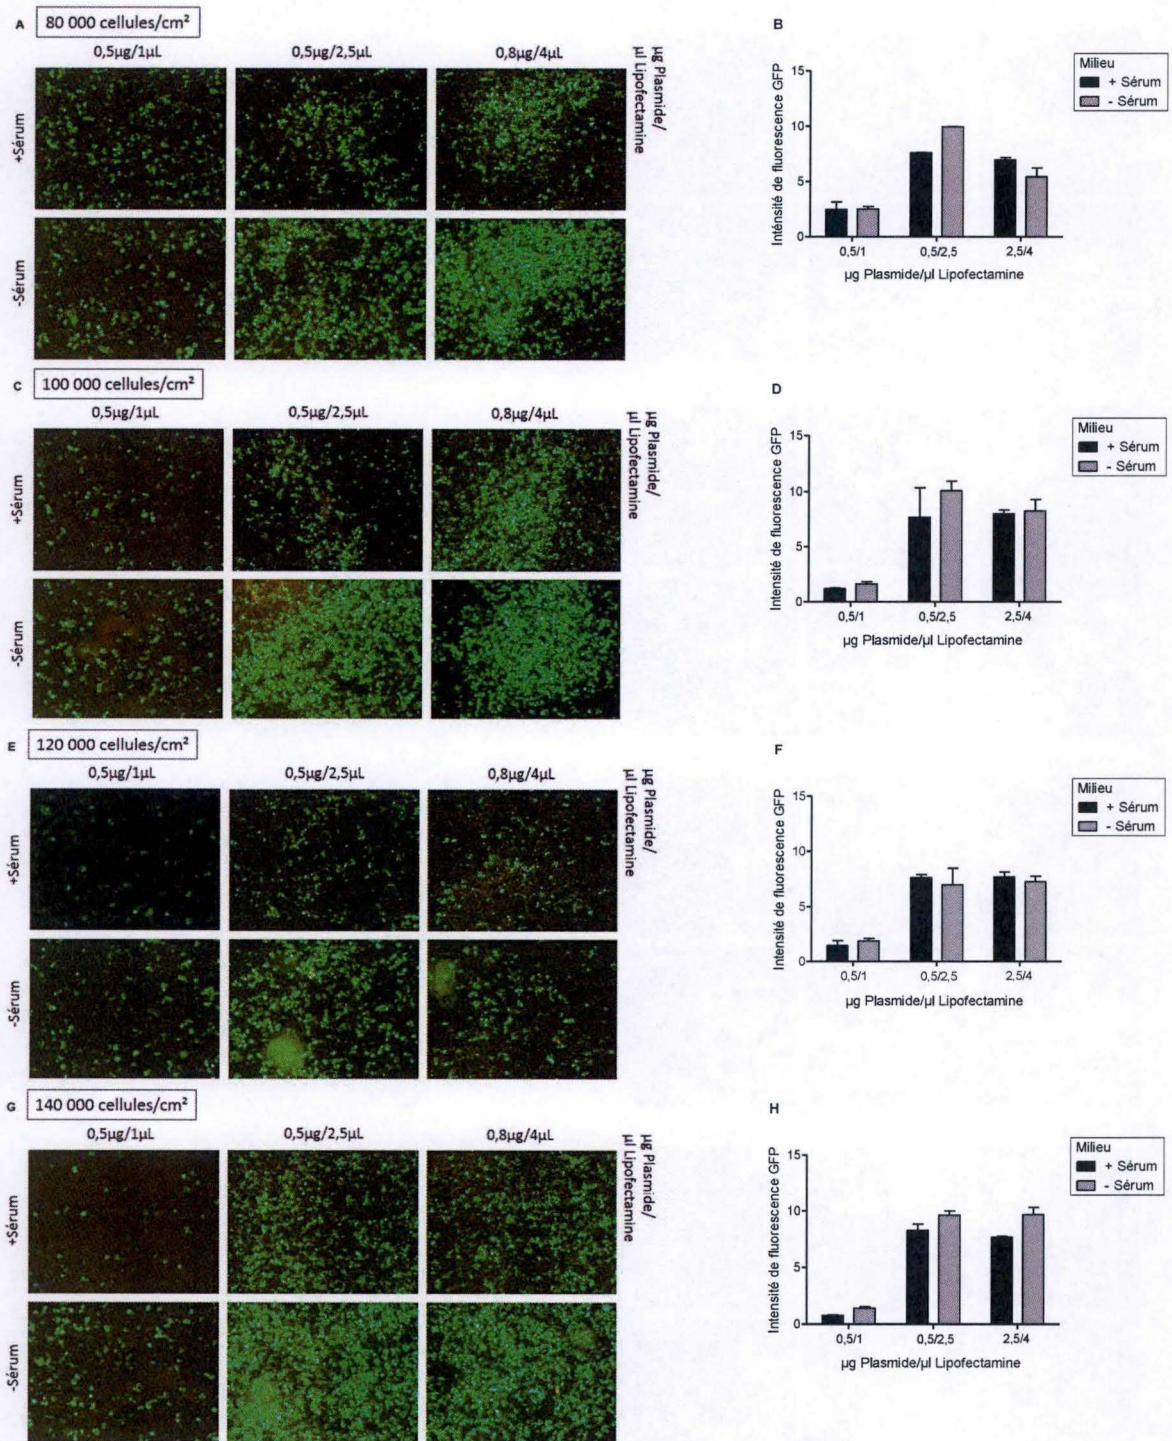 A
80 000 cellules/cm²
0,5µg/1µL
0,5µg/2,5µL
0,8µg/4µL
µg Plasmide/
µl Lipofectamine
+Sérum
-Sérum
B
Inténsité de fluorescence GFP
15
10
5
0
0,5/1
0,5/2,5
2,5/4
µg Plasmide/µl Lipofectamine
Milieu
+ Sérum
- Sérum
C
100 000 cellules/cm²
0,5µg/1µL
0,5µg/2,5µL
0,8µg/4µL
µg Plasmide/
µl Lipofectamine
+Sérum
-Sérum
D
Intensité de fluorescence GFP
15
10
5
0
0,5/1
0,5/2,5
2,5/4
µg Plasmide/µl Lipofectamine
Milieu
+ Sérum
- Sérum
E
120 000 cellules/cm²
0,5µg/1µL
0,5µg/2,5µL
0,8µg/4µL
µg Plasmide/
µl Lipofectamine
+Sérum
-Sérum
F
Intensité de fluorescence GFP
15
10
5
0
0,5/1
0,5/2,5
2,5/4
µg Plasmide/µl Lipofectamine
Milieu
+ Sérum
- Sérum
G
140 000 cellules/cm²
0,5µg/1µL
0,5µg/2,5µL
0,8µg/4µL
µg Plasmide/
µl Lipofectamine
+Sérum
-Sérum
H
Intensité de fluorescence GFP
15
10
5
0
0,5/1
0,5/2,5
2,5/4
µg Plasmide/µl Lipofectamine
Milieu
+ Sérum
- Sérum